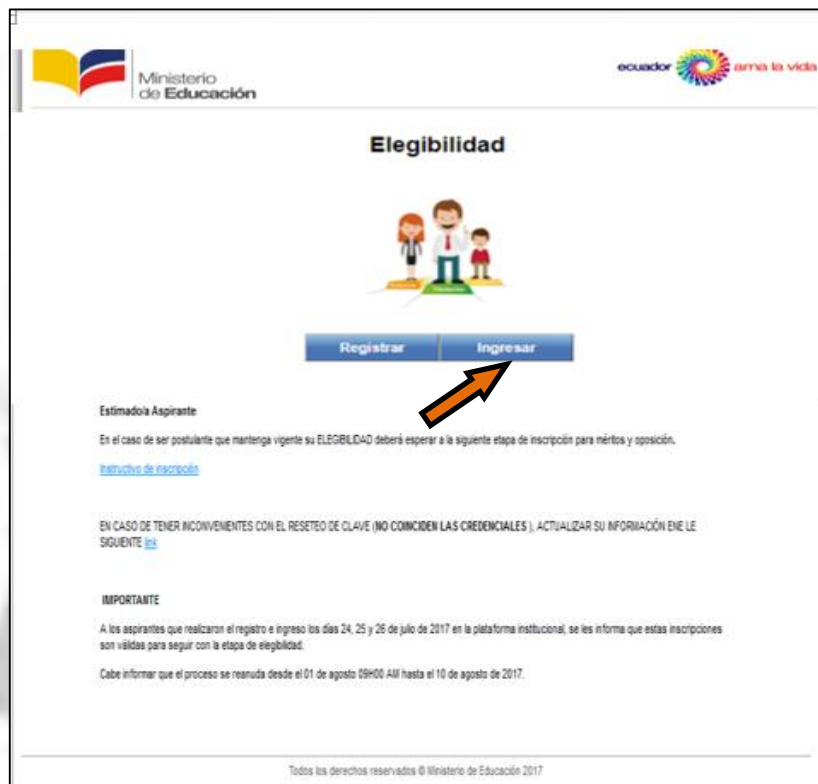 Ministerio
de Educación
ecuador ama la vida
Elegibilidad
Registrar Ingresar
Estimado/a Aspirante
En el caso de ser postulante que mantenga vigente su ELEGIBILIDAD deberá esperar a la siguiente etapa de inscripción para méritos y oposición.
Instructivo de inscripción
EN CASO DE TENER INCONVENIENTES CON EL RESETEO DE CLAVE (NO COINCIDEN LAS CREDENCIALES ), ACTUALIZAR SU INFORMACIÓN ENE LE
SIGUIENTE link
IMPORTANTE
A los aspirantes que realizaron el registro e ingreso los días 24, 25 y 26 de julio de 2017 en la plataforma institucional, se les informa que estas inscripciones
son válidas para seguir con la etapa de elegibilidad.
Cabe informar que el proceso se reanuda desde el 01 de agosto 09H00 AM hasta el 10 de agosto de 2017.
Todos los derechos reservados © Ministerio de Educación 2017